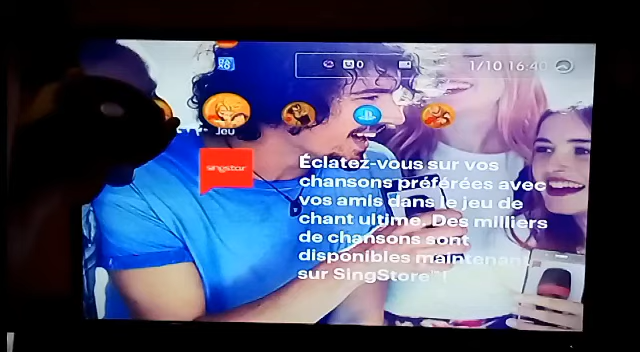 0
1/10 16:40
Jeu
singstar
Éclatez-vous sur vos
chansons préférées avec
vos amis dans le jeu de
chant ultime. Des milliers
de chansons sont
disponibles maintenant
sur SingStore™!